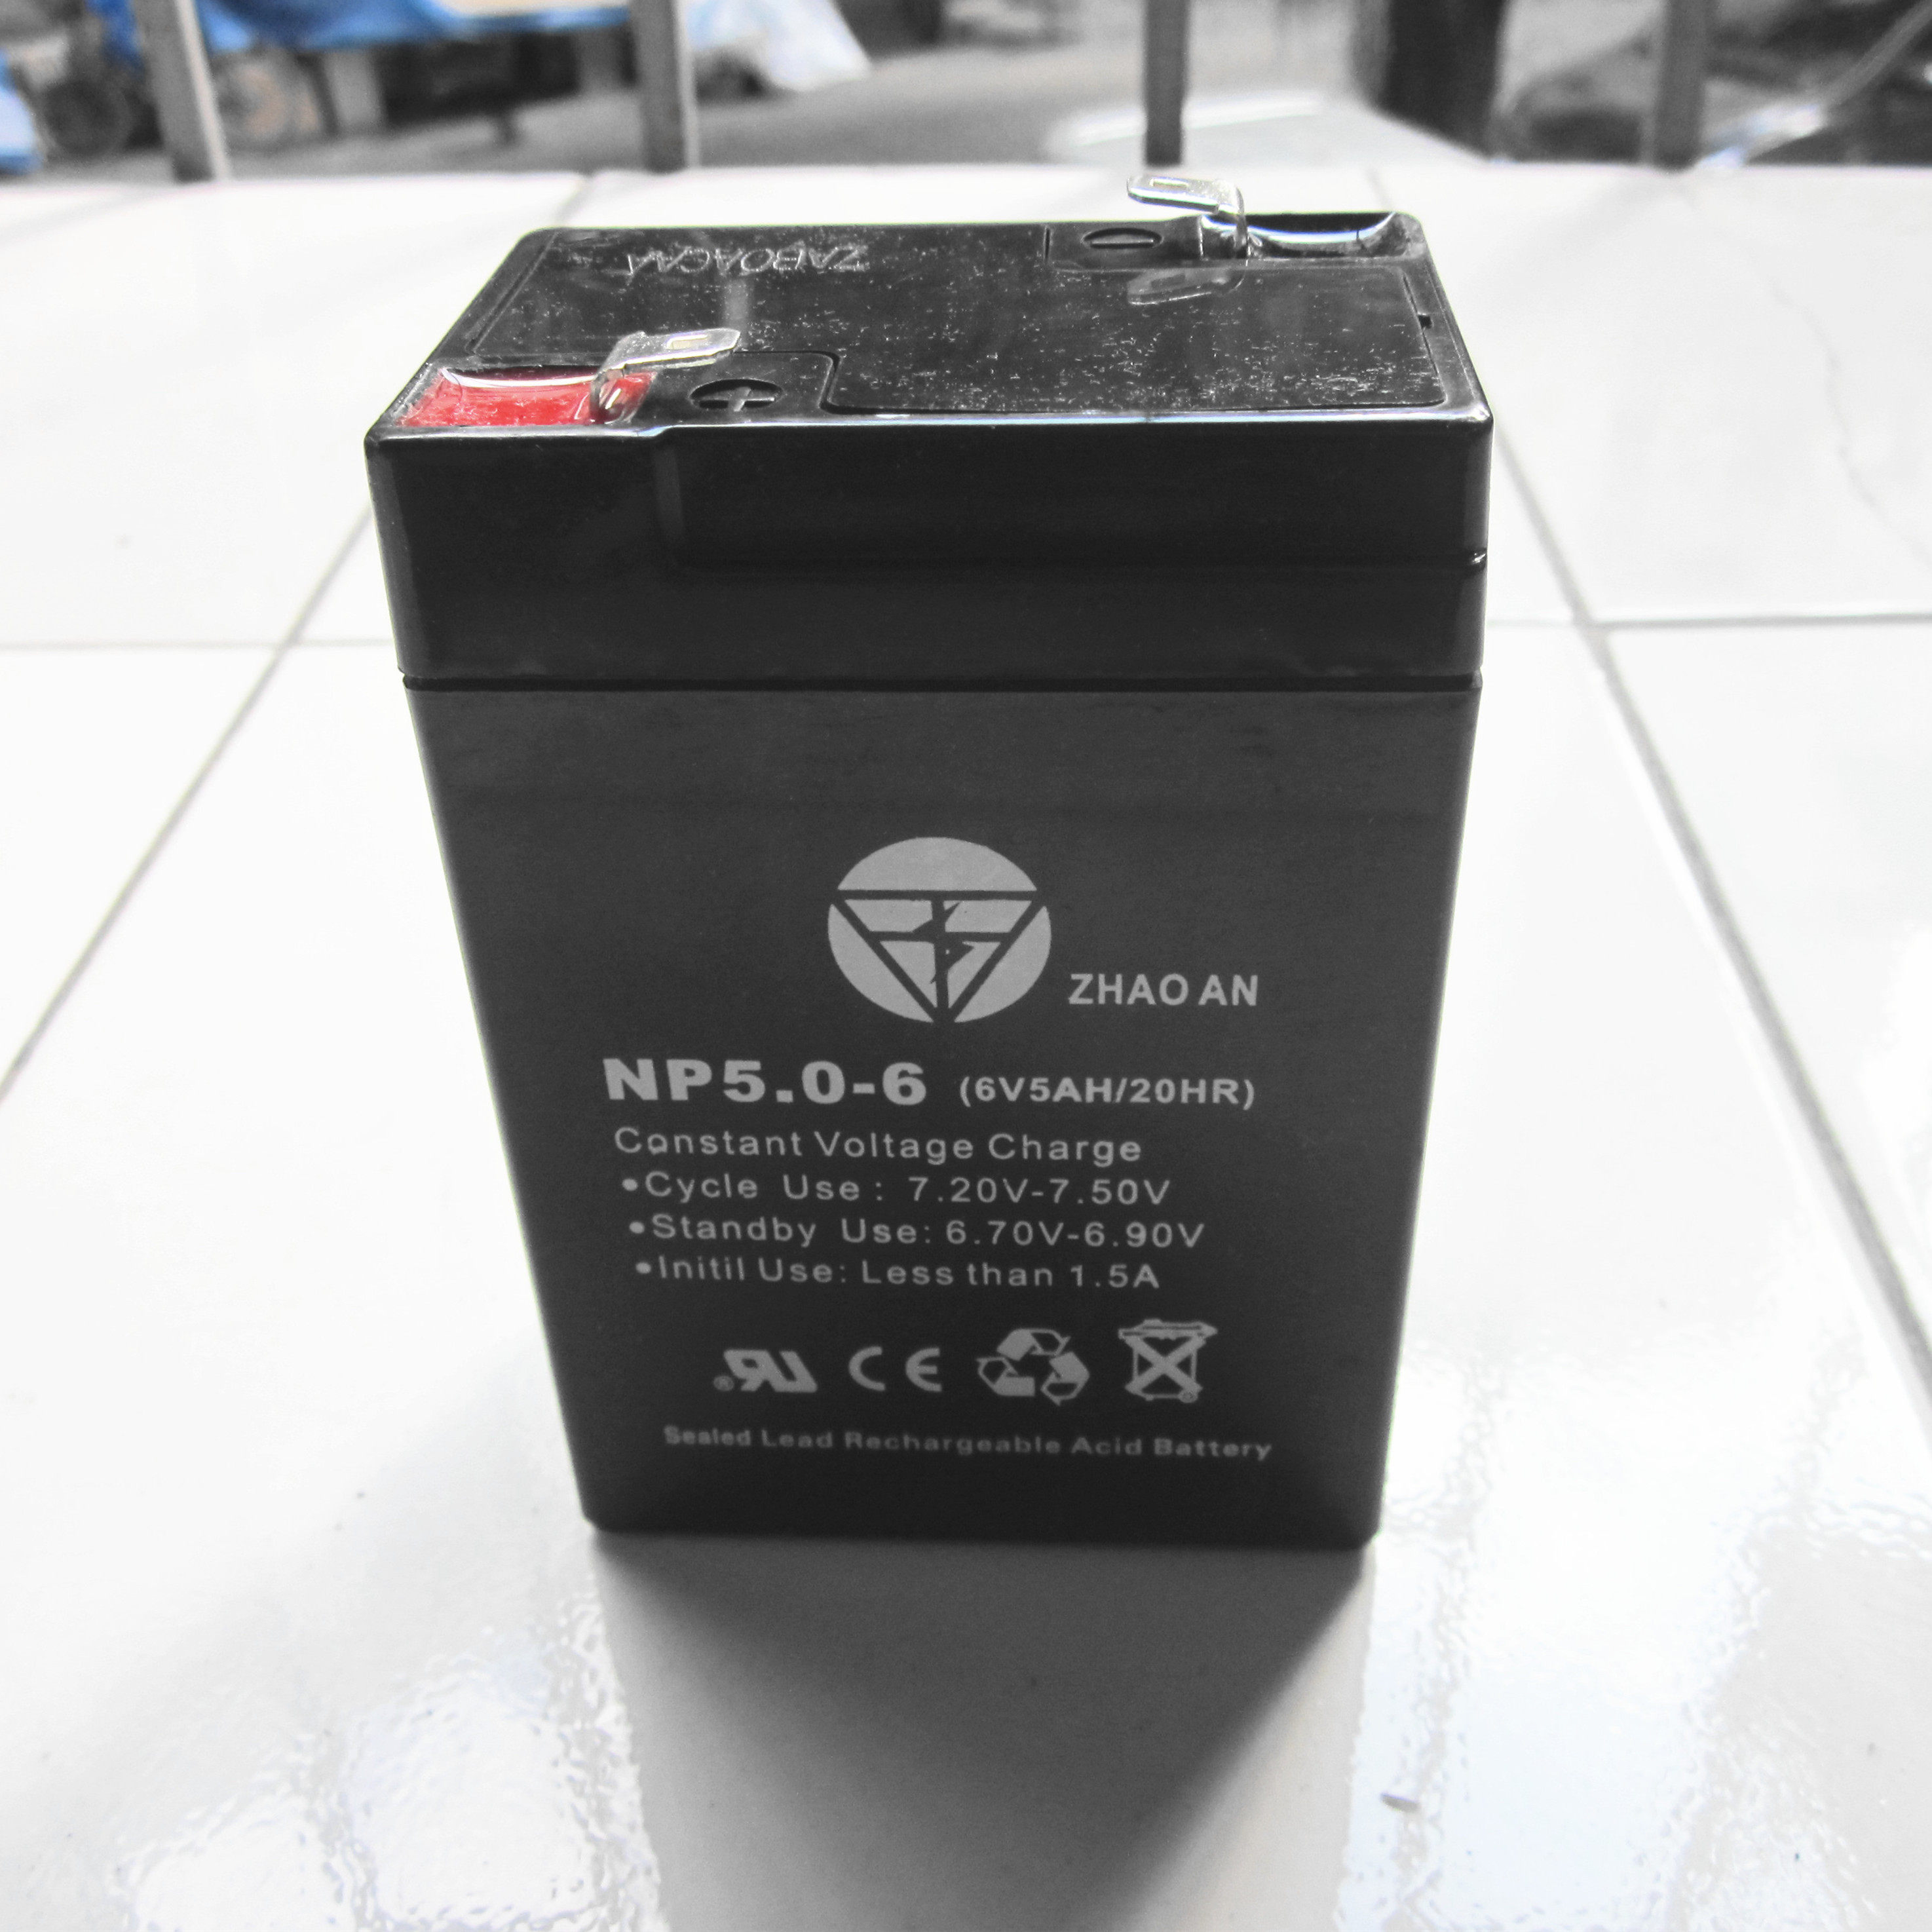 ZHAO AN
NP5.0-6 (6V5AH/20HR)
Constant Voltage Charge
•Cycle Use: 7.20V-7.50V
•Standby Use: 6.70V-6.90V
•Initil Use: Less than 1.5A
CE
Sealed Lead Rechargeable Acid Battery